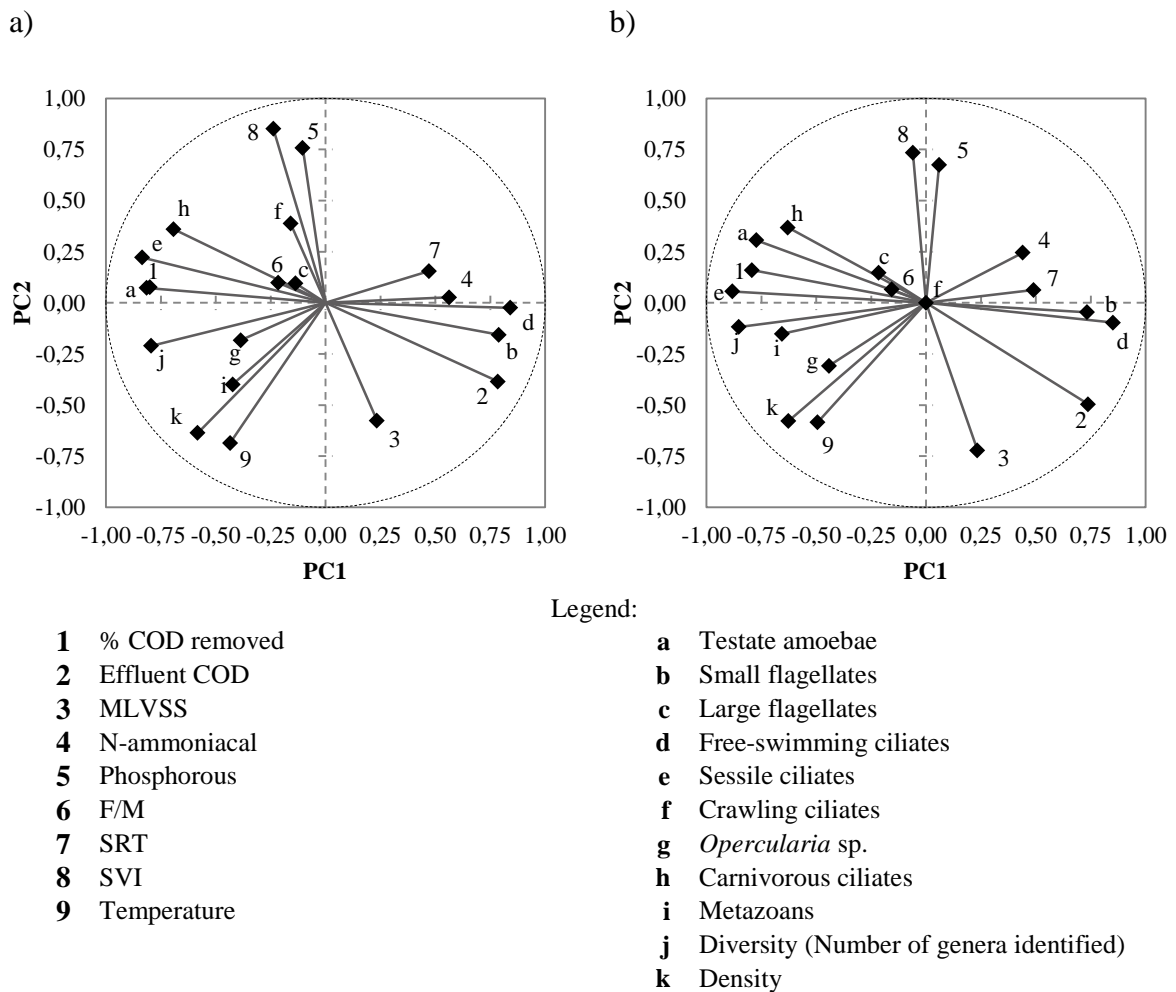 a)
b)
1,00
0,75
0,50
0,25
0,00
-0,25
-0,50
-0,75
-1,00
PC2
8
5
h
f
e
1
a
6
c
7
4
d
b
2
j
g
i
k
9
3
-1,00 -0,75 -0,50 -0,25 0,00 0,25 0,50 0,75 1,00
PC1
1,00
0,75
0,50
0,25
0,00
-0,25
-0,50
-0,75
-1,00
PC2
8
5
h
a
c
4
1
e
6
f
7
b
d
j
i
g
2
k
9
3
-1,00 -0,75 -0,50 -0,25 0,00 0,25 0,50 0,75 1,00
PC1
Legend:
1 % COD removed
2 Effluent COD
3 MLVSS
4 N-ammoniacal
5 Phosphorous
6 F/M
7 SRT
8 SVI
9 Temperature
a Testate amoebae
b Small flagellates
c Large flagellates
d Free-swimming ciliates
e Sessile ciliates
f Crawling ciliates
g Opercularia sp.
h Carnivorous ciliates
i Metazoans
j Diversity (Number of genera identified)
k Density